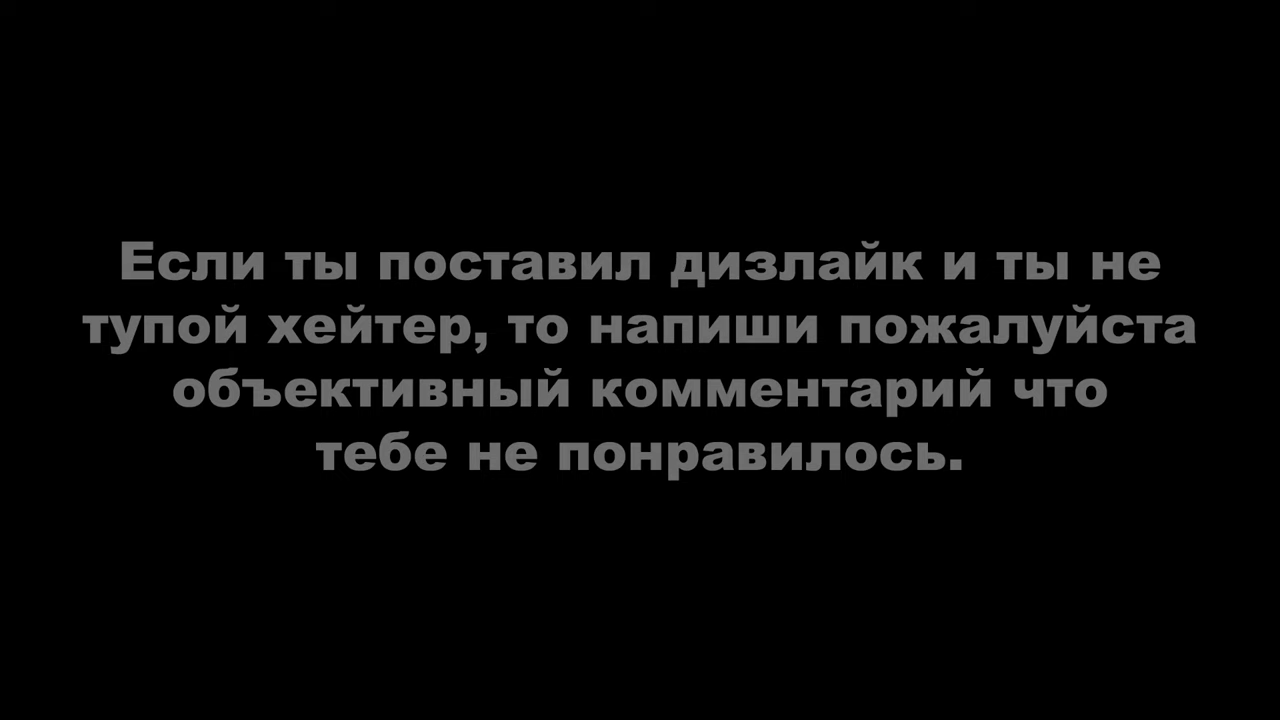 Если ты поставил дизлайк и ты не
тупой хейтер, то напиши пожалуйста
объективный комментарий что
тебе не понравилось.